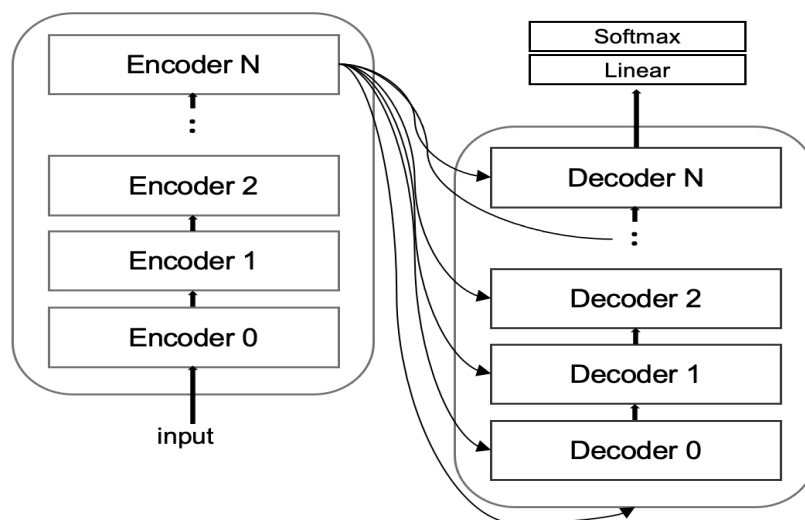 Encoder N
:
Encoder 2
Encoder 1
Encoder 0
input
Softmax
Linear
Decoder N
:
Decoder 2
Decoder 1
Decoder 0